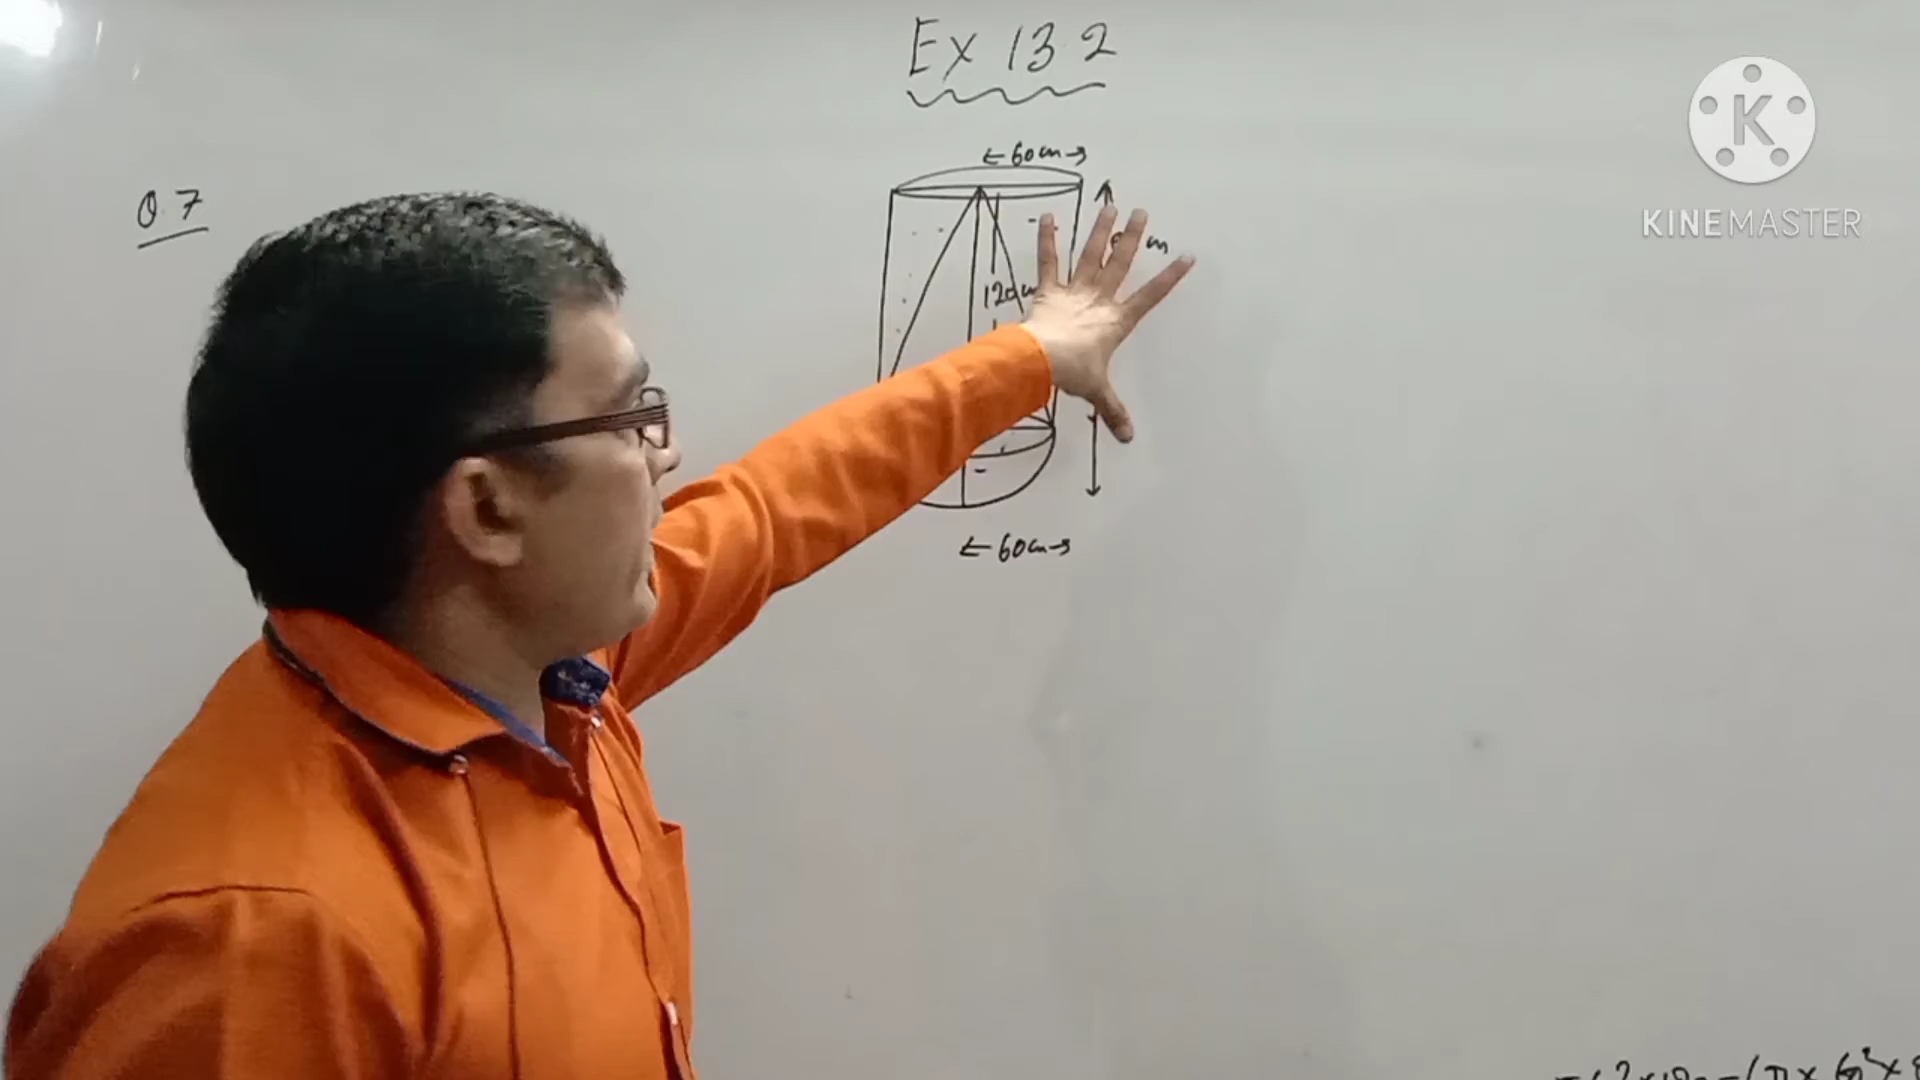 Ex 13.2
←60cm→
Q.7
120cm
←60cm→
K
KINEMASTER